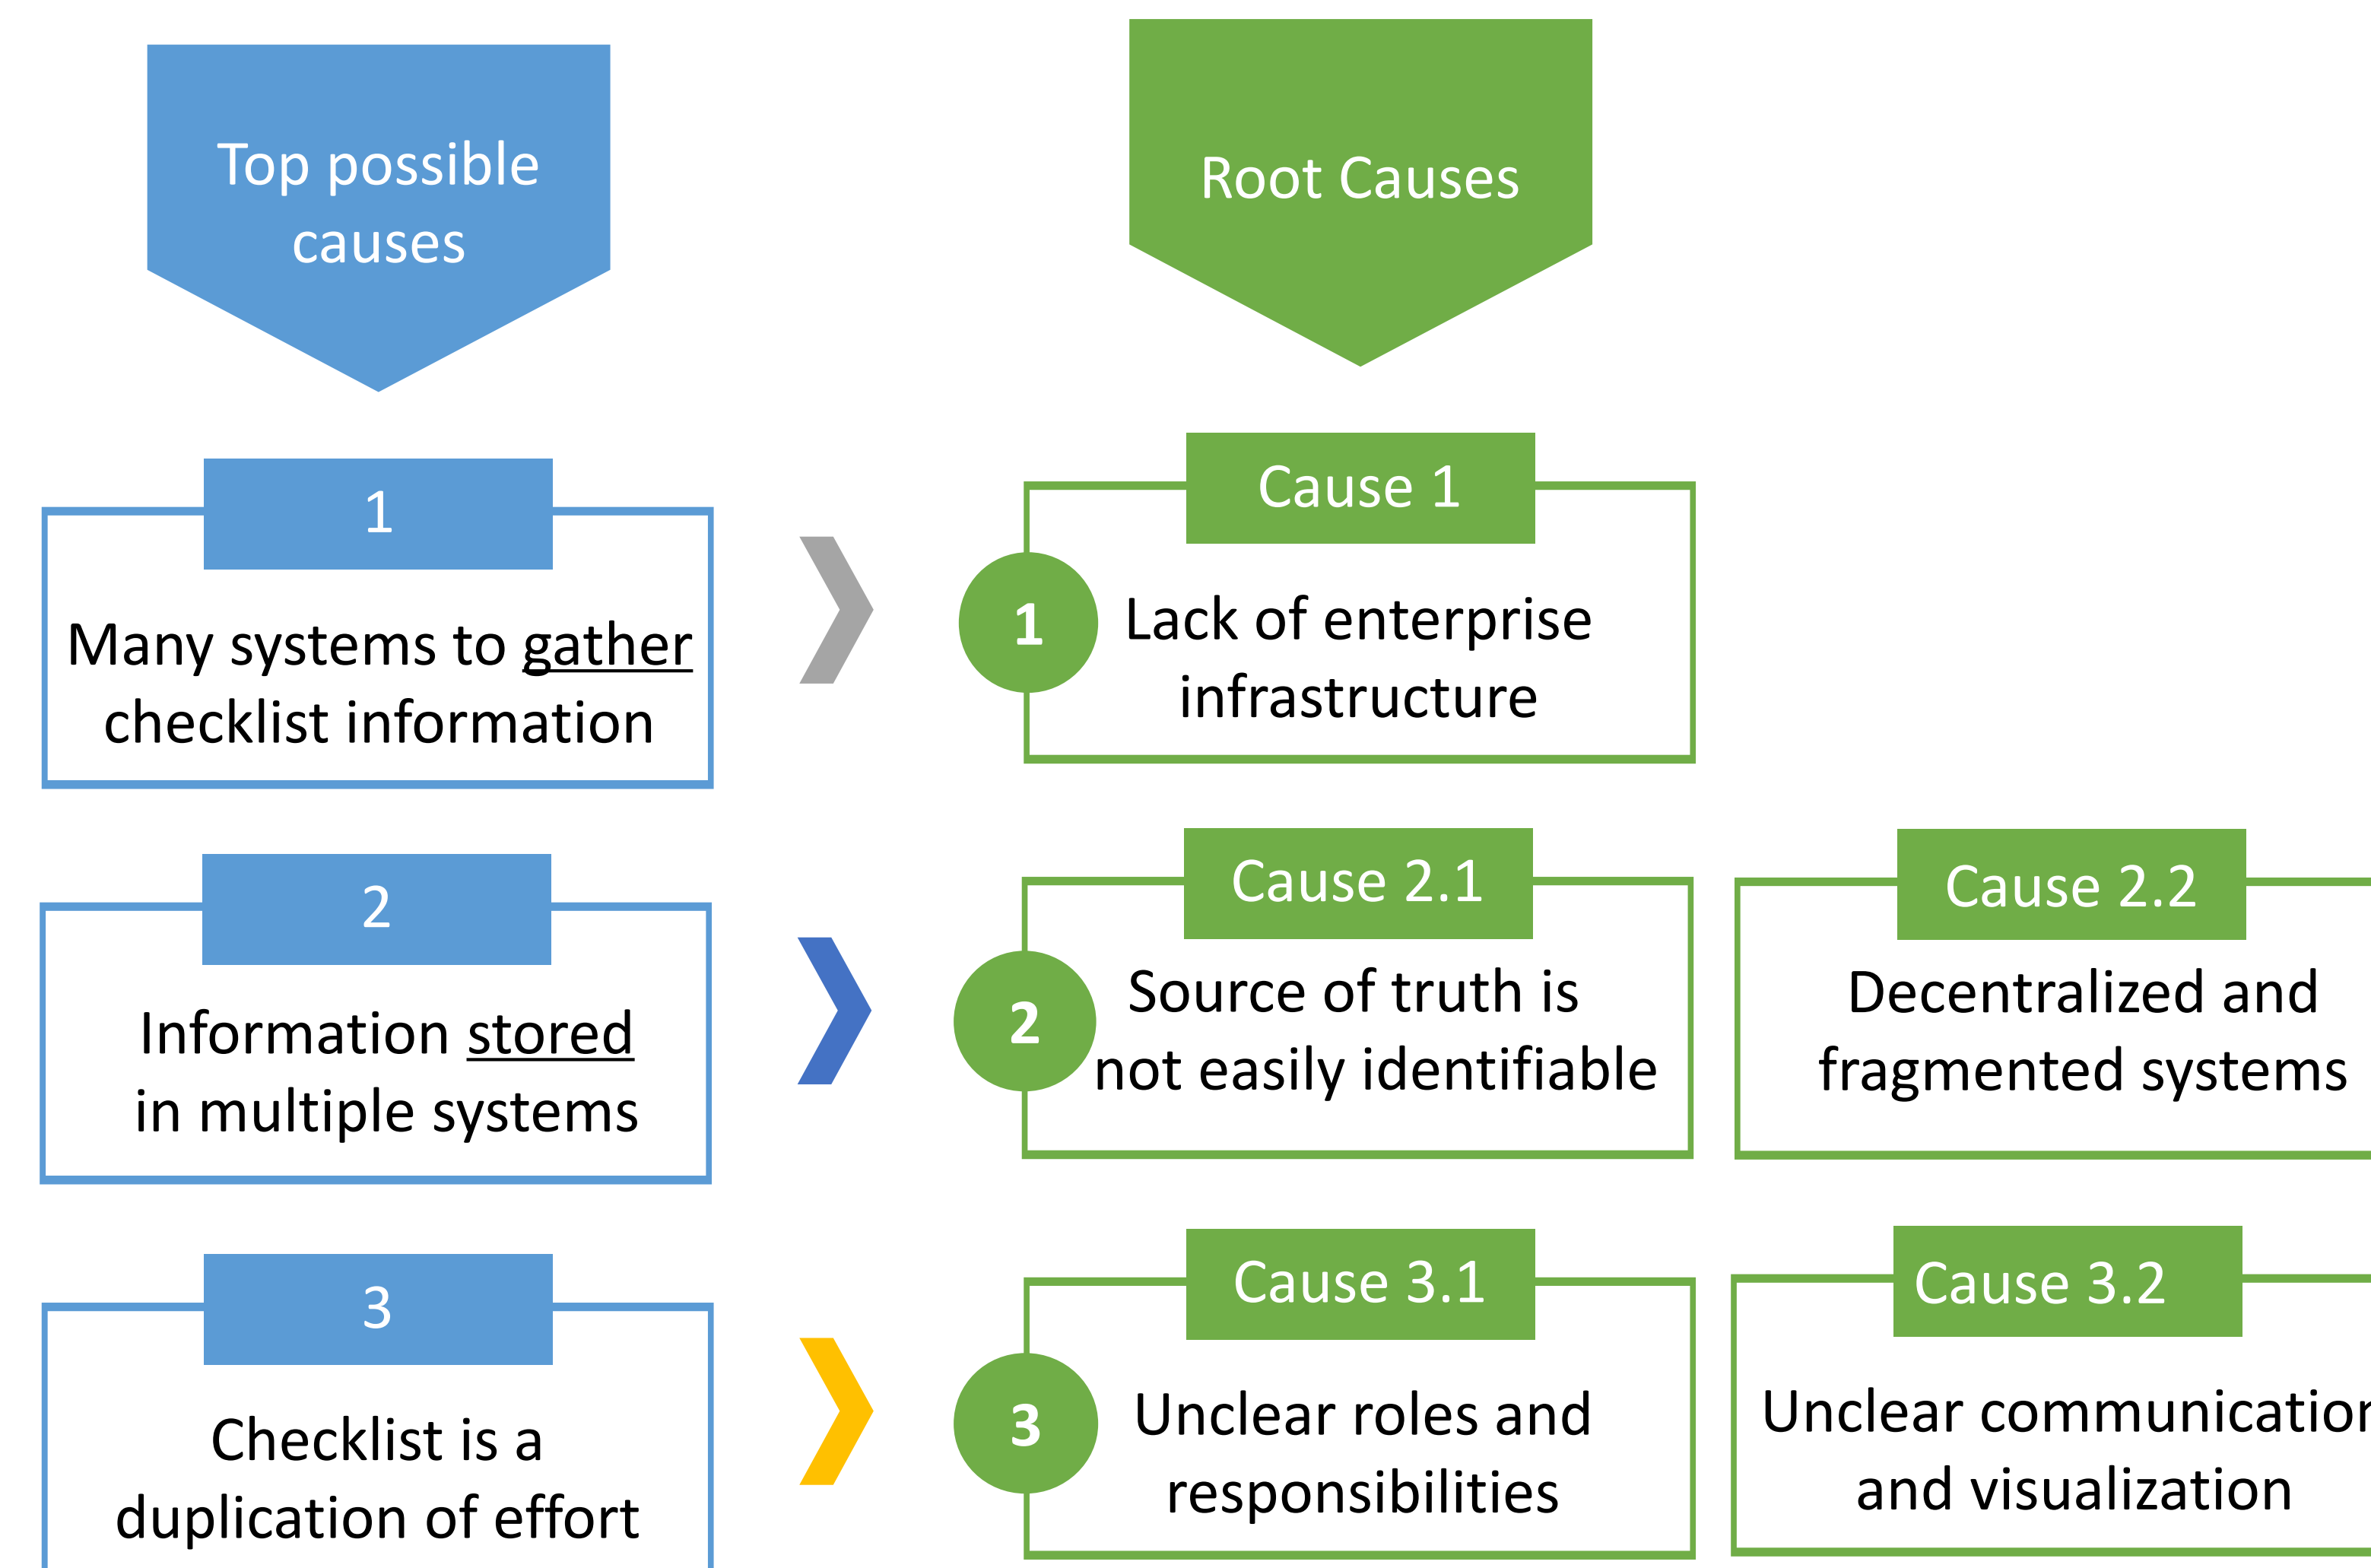 Top possible
causes
Root Causes
1
Many systems to gather
checklist information
Cause 1
1
Lack of enterprise
infrastructure
2
Information stored
in multiple systems
Cause 2.1
2
Source of truth is
not easily identifiable
Cause 2.2
Decentralized and
fragmented systems
3
Checklist is a
duplication of effort
Cause 3.1
3
Unclear roles and
responsibilities
Cause 3.2
Unclear communication
and visualization